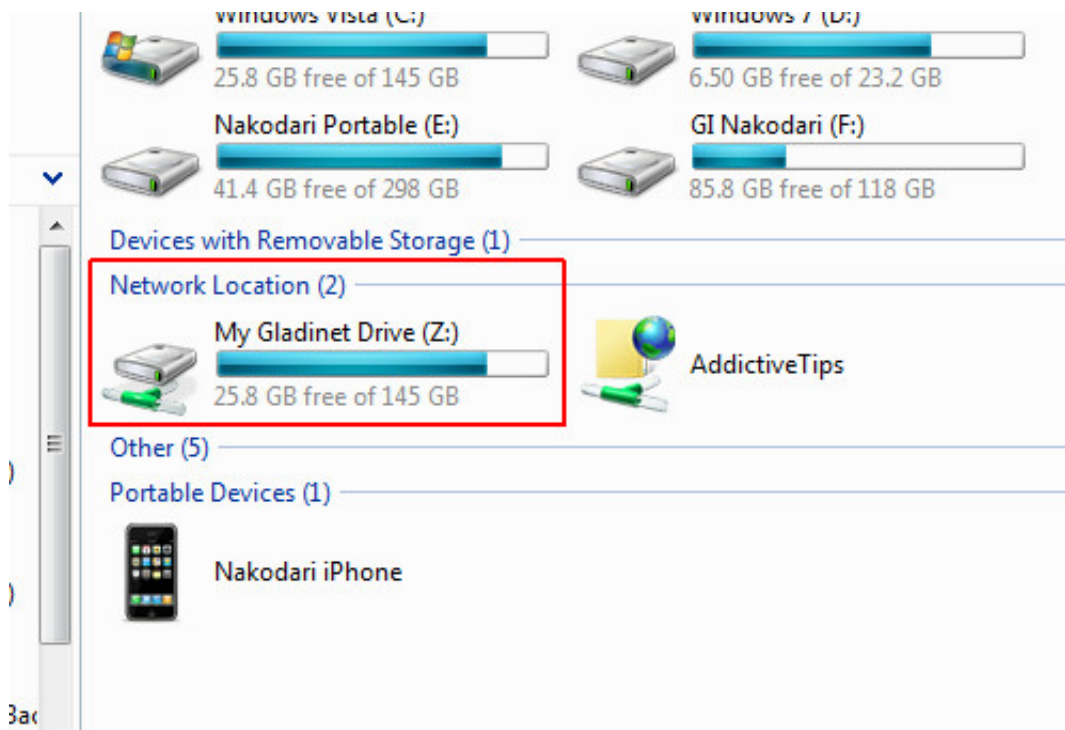 Windows Vista (C:)
Windows 7 (D:)
25.8 GB free of 145 GB
6.50 GB free of 23.2 GB
Nakodari Portable (E:)
GI Nakodari (F:)
41.4 GB free of 298 GB
85.8 GB free of 118 GB
Devices with Removable Storage (1)
Network Location (2)
My Gladinet Drive (Z:)
25.8 GB free of 145 GB
AddictiveTips
Other (5)
)
Portable Devices (1)
Nakodari iPhone
)